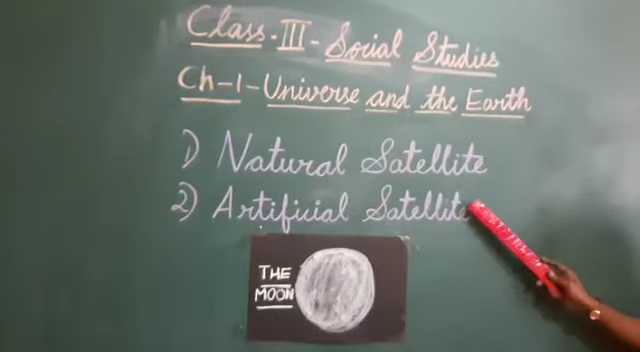 Class-III-Social Studies
Ch-1-Universe and the Earth
1) Natural Satellite
2) Artificial Satellite
THE
MOON